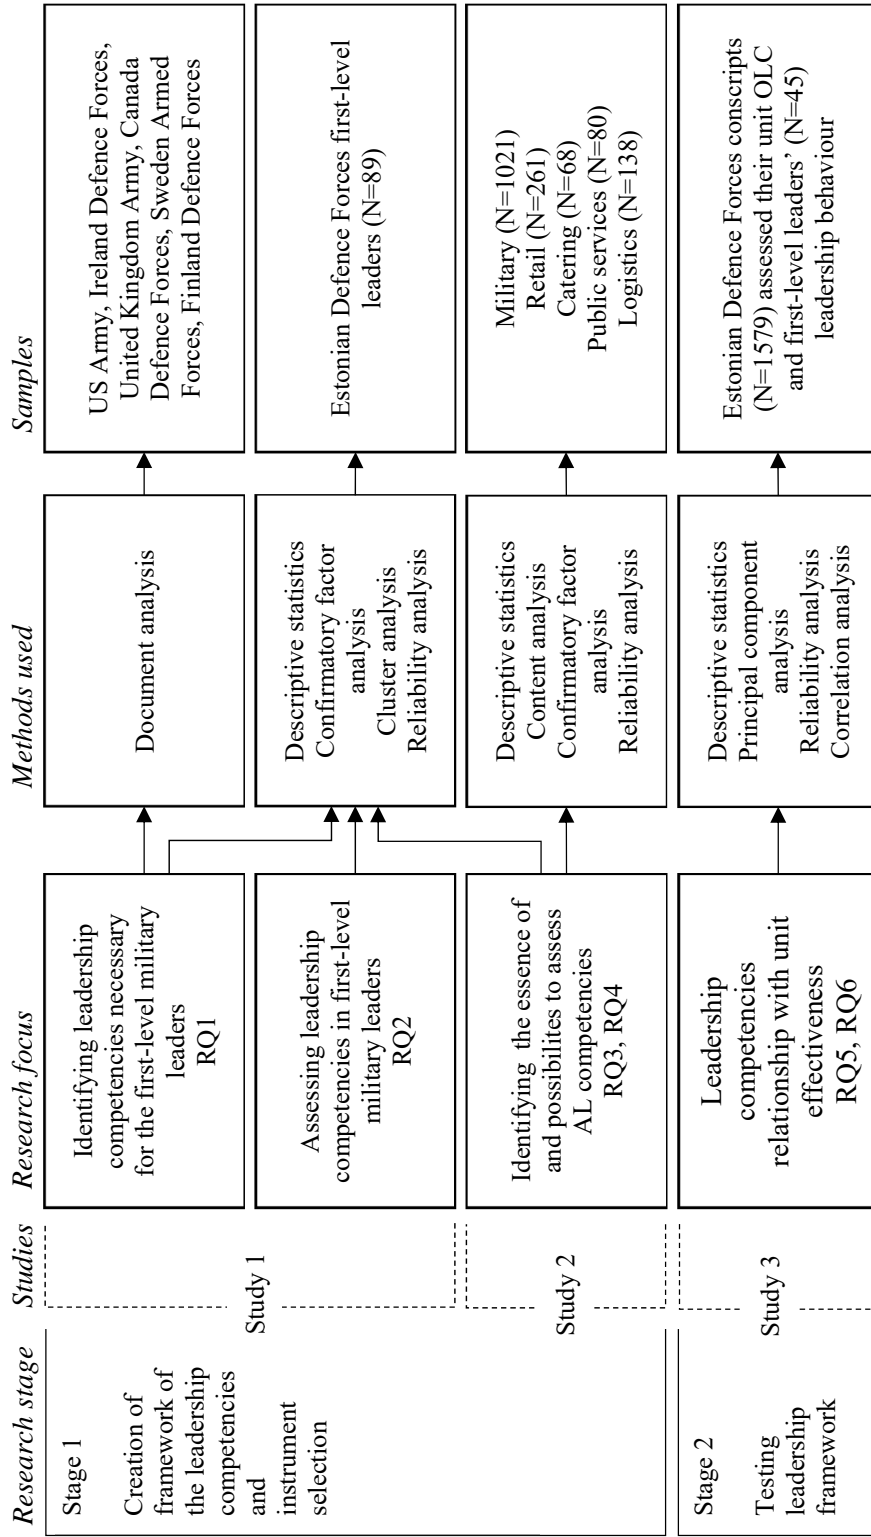 Research stage
Studies
Research focus
Methods used
Samples
Stage 1
Creation of
framework of
the leadership
competencies
and
instrument
selection
Study 1
Identifying leadership
competencies necessary
for the first-level military
leaders
RQ1
Document analysis
US Army, Ireland Defence Forces,
United Kingdom Army, Canada
Defence Forces, Sweden Armed
Forces, Finland Defence Forces
Assessing leadership
competencies in first-level
military leaders
RQ2
Descriptive statistics
Confirmatory factor
analysis
Cluster analysis
Reliability analysis
Estonian Defence Forces first-level
leaders (N=89)
Study 2
Identifying the essence of
and possibilites to assess
AL competencies
RQ3, RQ4
Descriptive statistics
Content analysis
Confirmatory factor
analysis
Reliability analysis
Military (N=1021)
Retail (N=261)
Catering (N=68)
Public services (N=80)
Logistics (N=138)
Stage 2
Testing
leadership
framework
Study 3
Leadership
competencies
relationship with unit
effectiveness
RQ5, RQ6
Descriptive statistics
Principal component
analysis
Reliability analysis
Correlation analysis
Estonian Defence Forces conscripts
(N=1579) assessed their unit OLC
and first-level leaders’ (N=45)
leadership behaviour